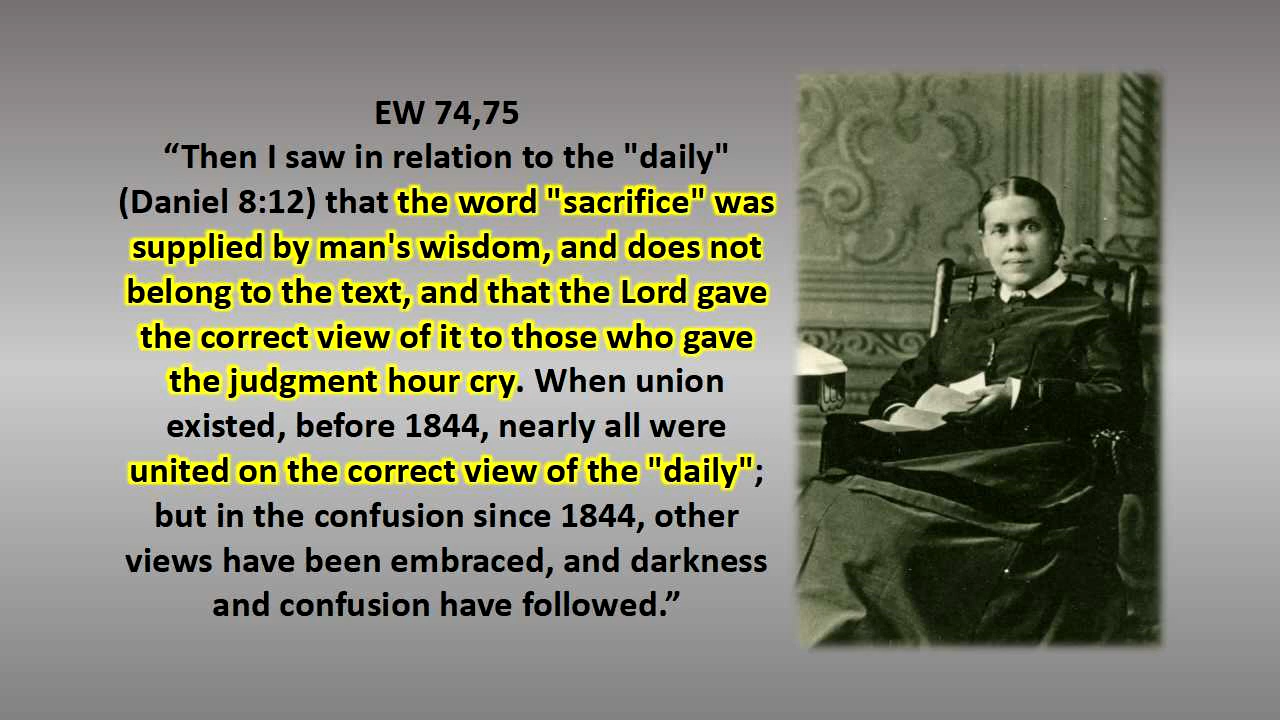 EW 74,75
“Then I saw in relation to the "daily"
(Daniel 8:12) that the word "sacrifice" was
supplied by man's wisdom, and does not
belong to the text, and that the Lord gave
the correct view of it to those who gave
the judgment hour cry. When union
existed, before 1844, nearly all were
united on the correct view of the "daily";
but in the confusion since 1844, other
views have been embraced, and darkness
and confusion have followed.”